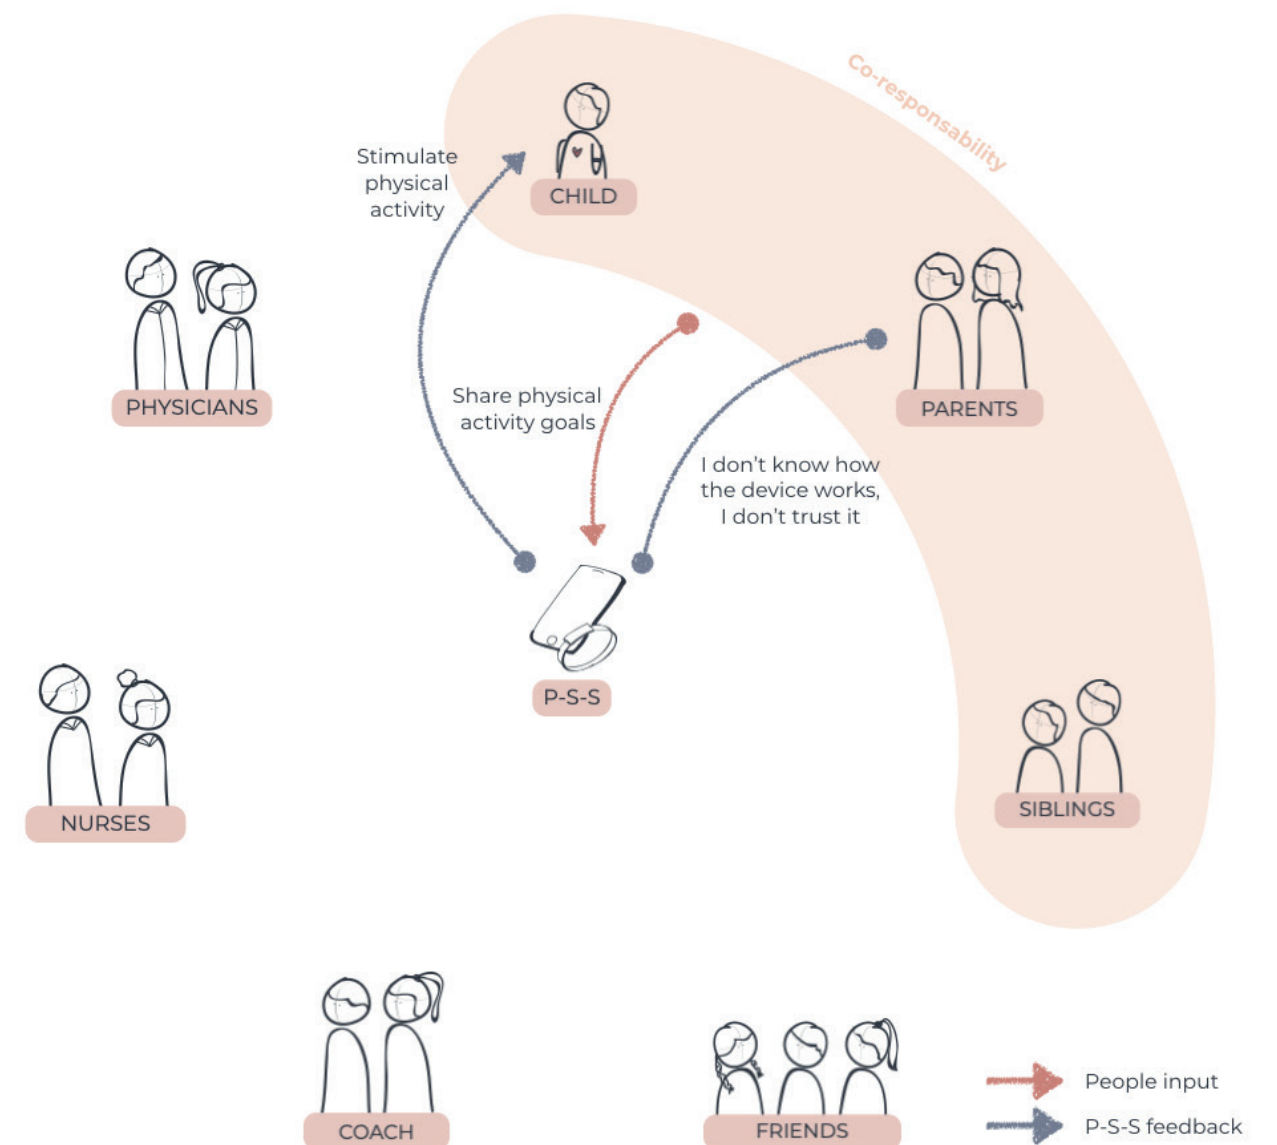 Co-responsability
Stimulate
physical
activity
CHILD
PHYSICIANS
Share physical
activity goals
PARENTS
I don't know how
the device works,
I don't trust it
P-S-S
NURSES
SIBLINGS
COACH
FRIENDS
People input
P-S-S feedback